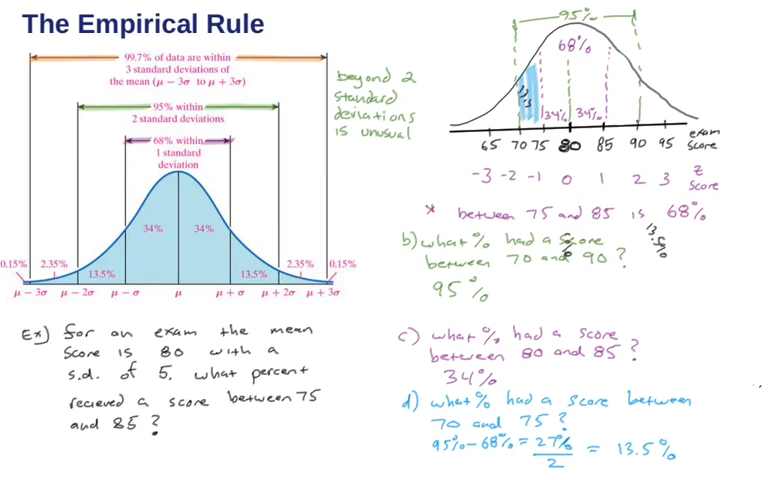 The Empirical Rule
99.7% of data are within
3 standard deviations of
the mean (μ − 3σ to μ + 3σ)
95% within
2 standard deviations
68% within
1 standard
deviation
34% 34%
0.15% 2.35% 13.5% 13.5% 2.35% 0.15%
μ − 3σ μ − 2σ μ − σ μ μ + σ μ + 2σ μ + 3σ
beyond 2
standard
deviations
is unusual
95%
68%
13.5
34% 34%
65 70 75 80 85 90 95 exam
score
-3 -2 -1 0 1 2 3 z
score
* between 75 and 85 is 68%
13.5%
b) what % had a score
between 70 and 90 ?
95 %
Ex) for an exam the mean
score is 80 with a
s.d. of 5. what percent
recieved a score between 75
and 85 ?
c) what % had a score
between 80 and 85 ?
34%
d) what % had a score between
70 and 75 ?
95% - 68% = 27% = 13.5 %
2